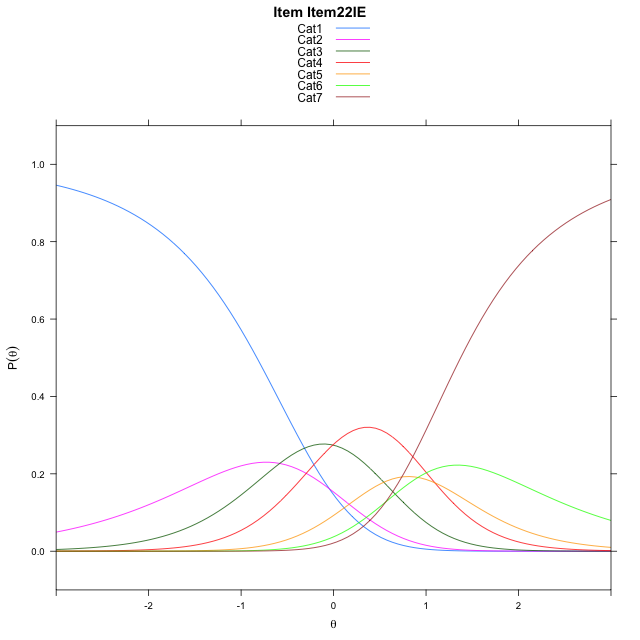 Item Item22IE
Cat1
Cat2
Cat3
Cat4
Cat5
Cat6
Cat7
1.0
0.8
0.6
P(θ)
0.4
0.2
0.0
-2 -1 0 1 2
θ